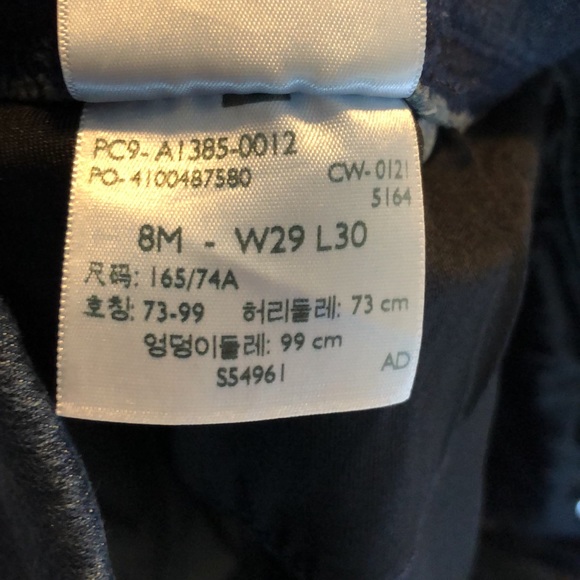 PC9-A1385-0012
PO-4100487580 CW-0121
5164
8M - W29 L30
尺码: 165/74A
호칭: 73-99 허리둘레: 73 cm
엉덩이둘레: 99 cm
S54961 AD